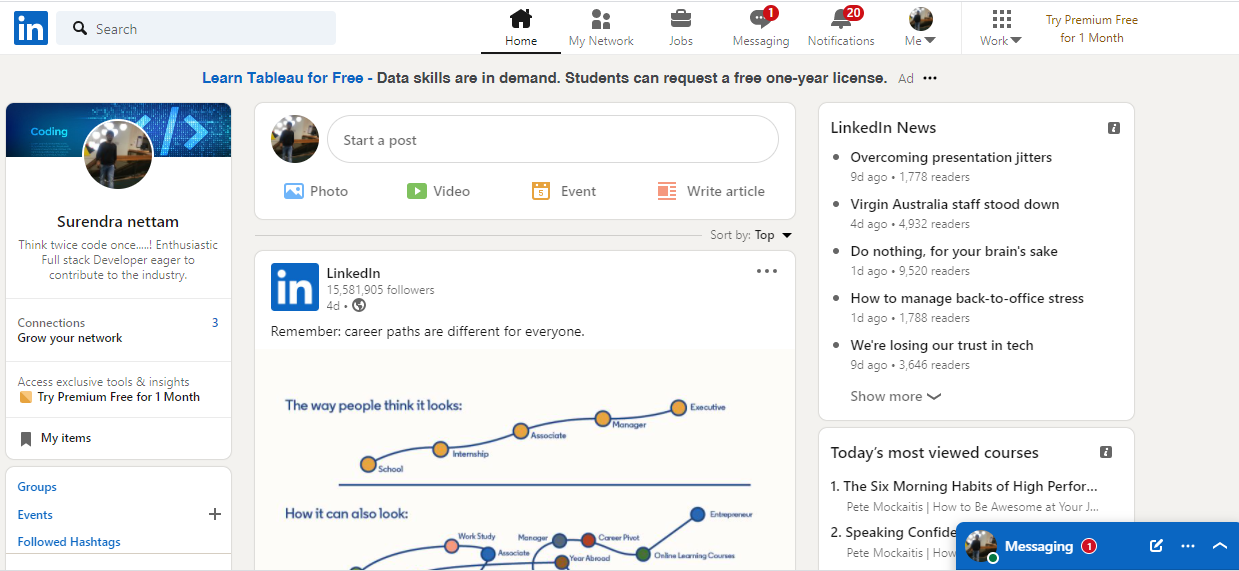 in
Search
1
20
Home
My Network
Jobs
Messaging
Notifications
Me
Work
Try Premium Free
for 1 Month
Learn Tableau for Free - Data skills are in demand. Students can request a free one-year license. Ad
Coding
</>
Surendra nettam
Think twice code once.....! Enthusiastic
Full stack Developer eager to
contribute to the industry.
Connections 3
Grow your network
Access exclusive tools & insights
Try Premium Free for 1 Month
My items
Groups
Events
Followed Hashtags
Start a post
Photo
Video
5
Event
Write article
Sort by: Top
in
LinkedIn
15,581,905 followers
4d •
Remember: career paths are different for everyone.
The way people think it looks:
School
Internship
Associate
Manager
Executive
How it can also look:
Work Study
Associate
Manager
Career Pivot
Year Abroad
Online Learning Courses
Entrepreneur
LinkedIn News
Overcoming presentation jitters
9d ago • 1,778 readers
Virgin Australia staff stood down
4d ago • 4,932 readers
Do nothing, for your brain's sake
1d ago • 9,520 readers
How to manage back-to-office stress
1d ago • 1,788 readers
We're losing our trust in tech
9d ago • 3,646 readers
Show more
Today's most viewed courses
1. The Six Morning Habits of High Perfor...
Pete Mockaitis | How to Be Awesome at Your J...
2. Speaking Confide
Pete Mockaitis | How
Messaging 1